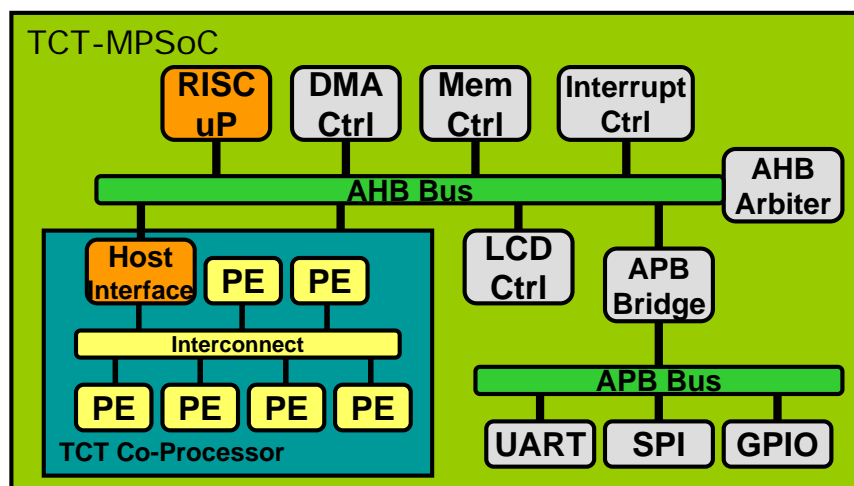 TCT-MPSoC
RISC
uP
DMA
Ctrl
Mem
Ctrl
Interrupt
Ctrl
AHB Bus
AHB
Arbiter
Host
Interface
PE
PE
LCD
Ctrl
APB
Bridge
Interconnect
PE
PE
PE
PE
TCT Co-Processor
APB Bus
UART
SPI
GPIO